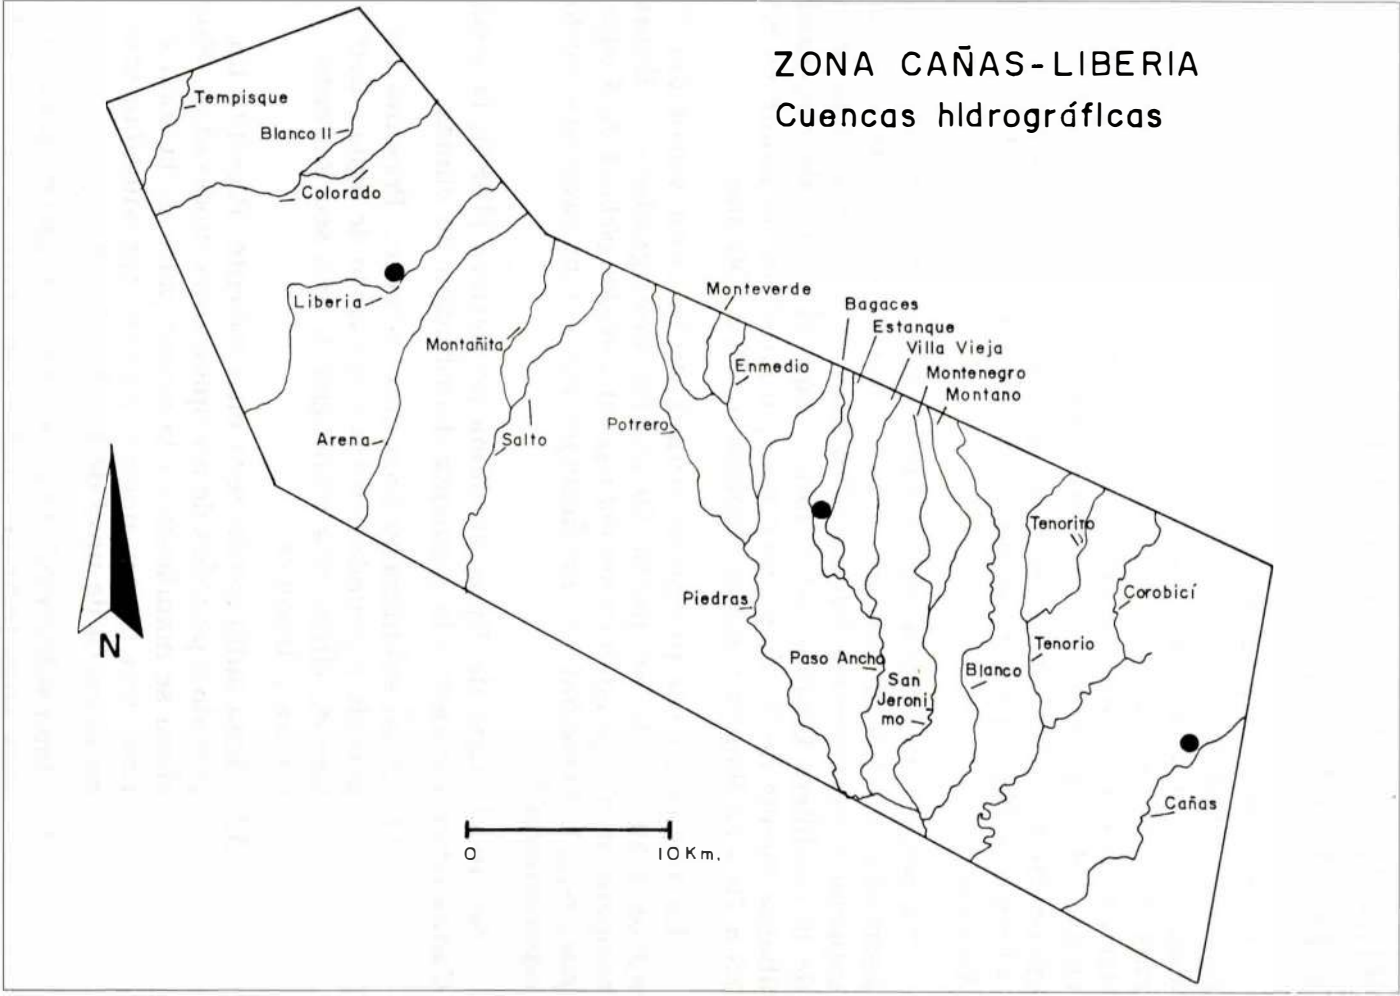 ZONA CAÑAS-LIBERIA
Cuencas hidrográficas
Tempisque
Blanco II
Colorado
Liberia
Montañita
Arena
Salto
Monteverde
Enmedio
Potrero
Bagaces
Estanque
Villa Vieja
Montenegro
Montano
Piedras
Paso Ancho
San
Jeroni
mo
Blanco
Tenorito
Tenorio
Corobicí
Cañas
N
0
10 Km.